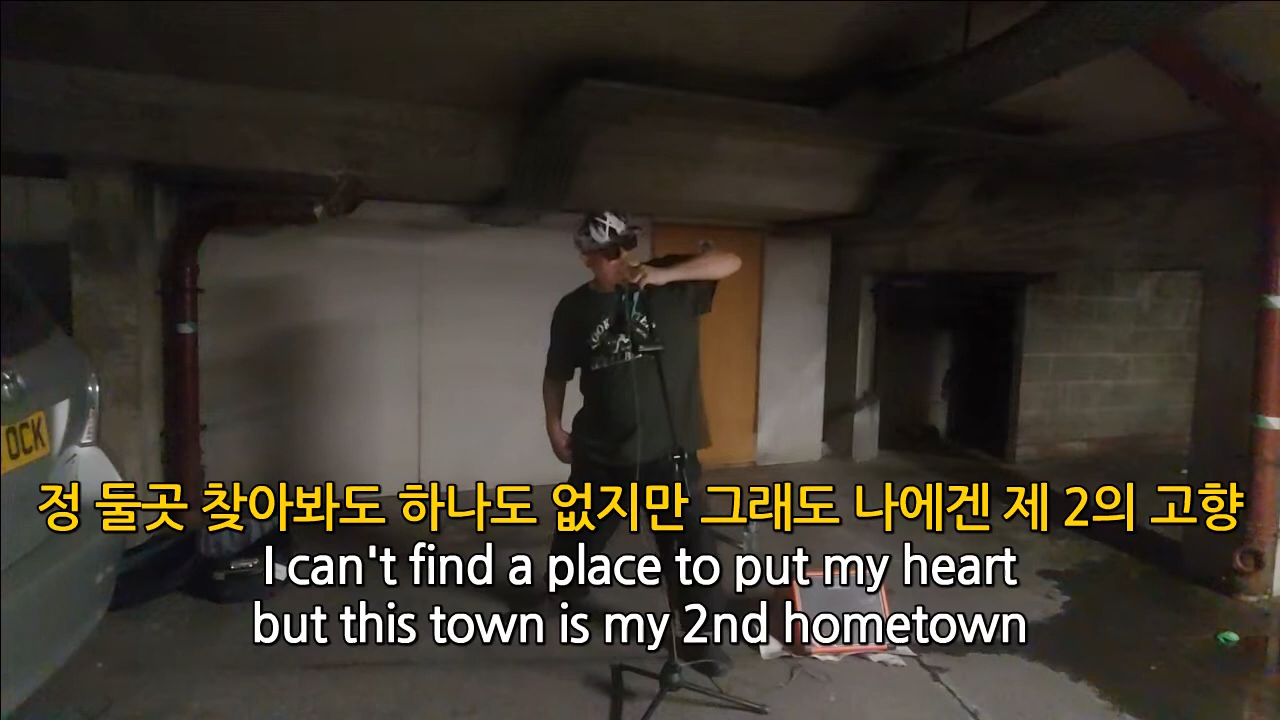 OCK
정 둘곳 찾아봐도 하나도 없지만 그래도 나에겐 제 2의 고향
I can't find a place to put my heart
but this town is my 2nd hometown